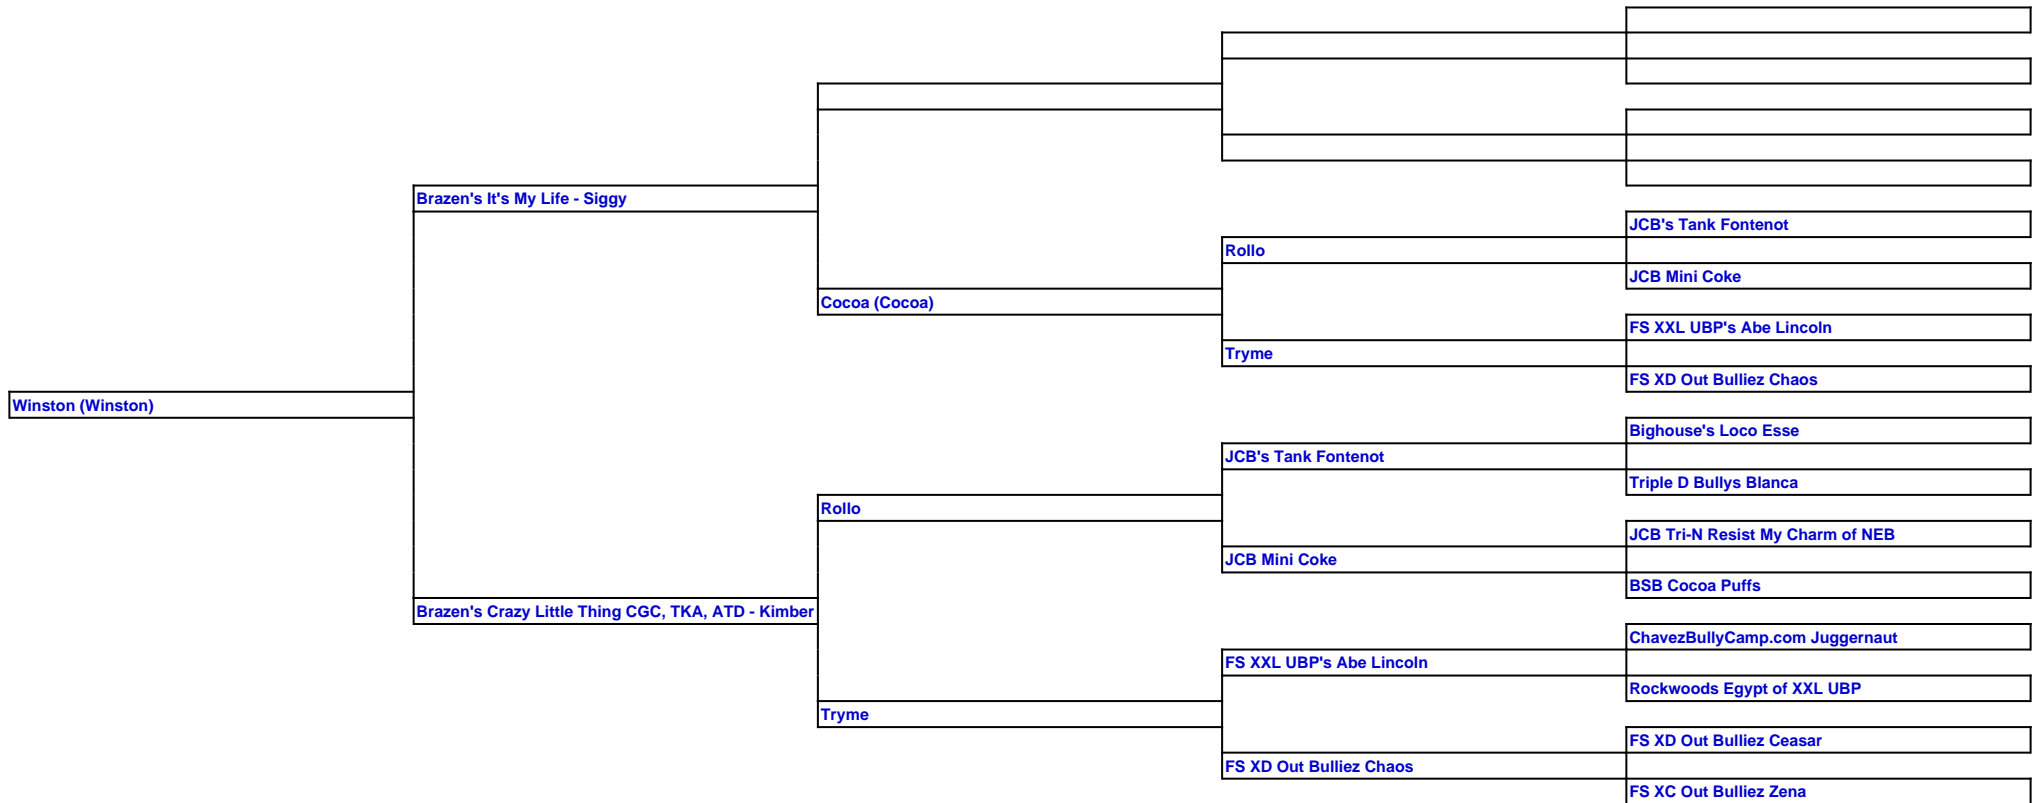 Brazen's It's My Life - Siggy
JCB's Tank Fontenot
Rollo
JCB Mini Coke
Cocoa (Cocoa)
FS XXL UBP's Abe Lincoln
Tryme
FS XD Out Bulliez Chaos
Winston (Winston)
Bighouse's Loco Esse
JCB's Tank Fontenot
Triple D Bullys Blanca
Rollo
JCB Tri-N Resist My Charm of NEB
JCB Mini Coke
BSB Cocoa Puffs
Brazen's Crazy Little Thing CGC, TKA, ATD - Kimber
ChavezBullyCamp.com Juggernaut
FS XXL UBP's Abe Lincoln
Rockwoods Egypt of XXL UBP
Tryme
FS XD Out Bulliez Ceasar
FS XD Out Bulliez Chaos
FS XC Out Bulliez Zena